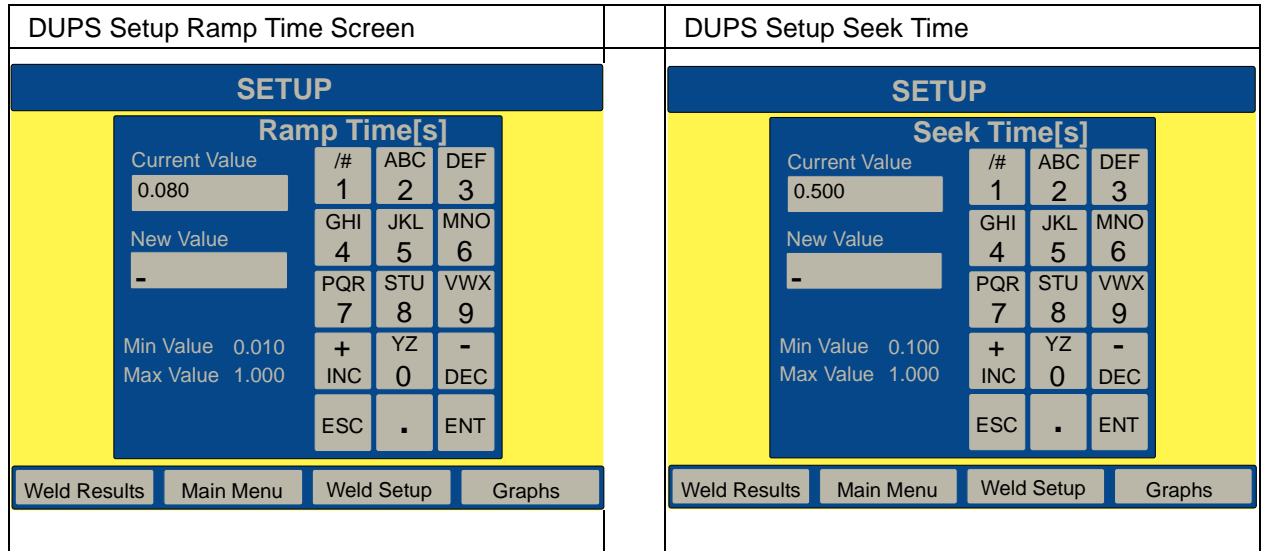 DUPS Setup Ramp Time Screen
SETUP
Ramp Time[s]
Current Value
0.080
New Value
-
Min Value 0.010
Max Value 1.000
/# ABC DEF
1 2 3
GHI JKL MNO
4 5 6
PQR STU VWX
7 8 9
+ YZ -
INC 0 DEC
ESC . ENT
Weld Results Main Menu Weld Setup Graphs
DUPS Setup Seek Time
SETUP
Seek Time[s]
Current Value
0.500
New Value
-
Min Value 0.100
Max Value 1.000
/# ABC DEF
1 2 3
GHI JKL MNO
4 5 6
PQR STU VWX
7 8 9
+ YZ -
INC 0 DEC
ESC . ENT
Weld Results Main Menu Weld Setup Graphs